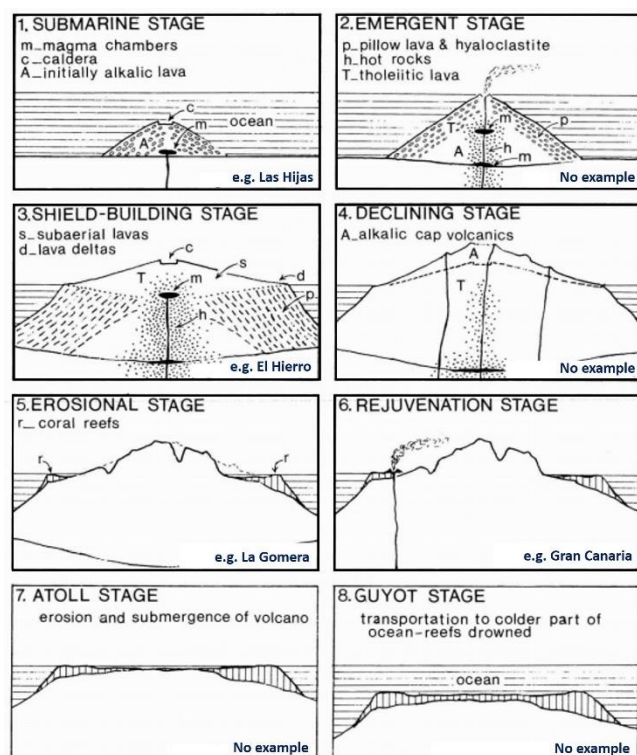 1. SUBMARINE STAGE
m_magma chambers
c_caldera
A_initially alkalic lava
c
m
ocean
A
e.g. Las Hijas
2. EMERGENT STAGE
p_pillow lava & hyaloclastite
h_hot rocks
T_tholeiitic lava
T
m
p
A
h
m
No example
3. SHIELD-BUILDING STAGE
s_subaerial lavas
d_lava deltas
c
s
T
d
m
p
h
e.g. El Hierro
4. DECLINING STAGE
A_alkalic cap volcanics
A
T
No example
5. EROSIONAL STAGE
r_ coral reefs
r
r
e.g. La Gomera
6. REJUVENATION STAGE
e.g. Gran Canaria
7. ATOLL STAGE
erosion and submergence of volcano
No example
8. GUYOT STAGE
transportation to colder part of
ocean-reefs drowned
ocean
No example